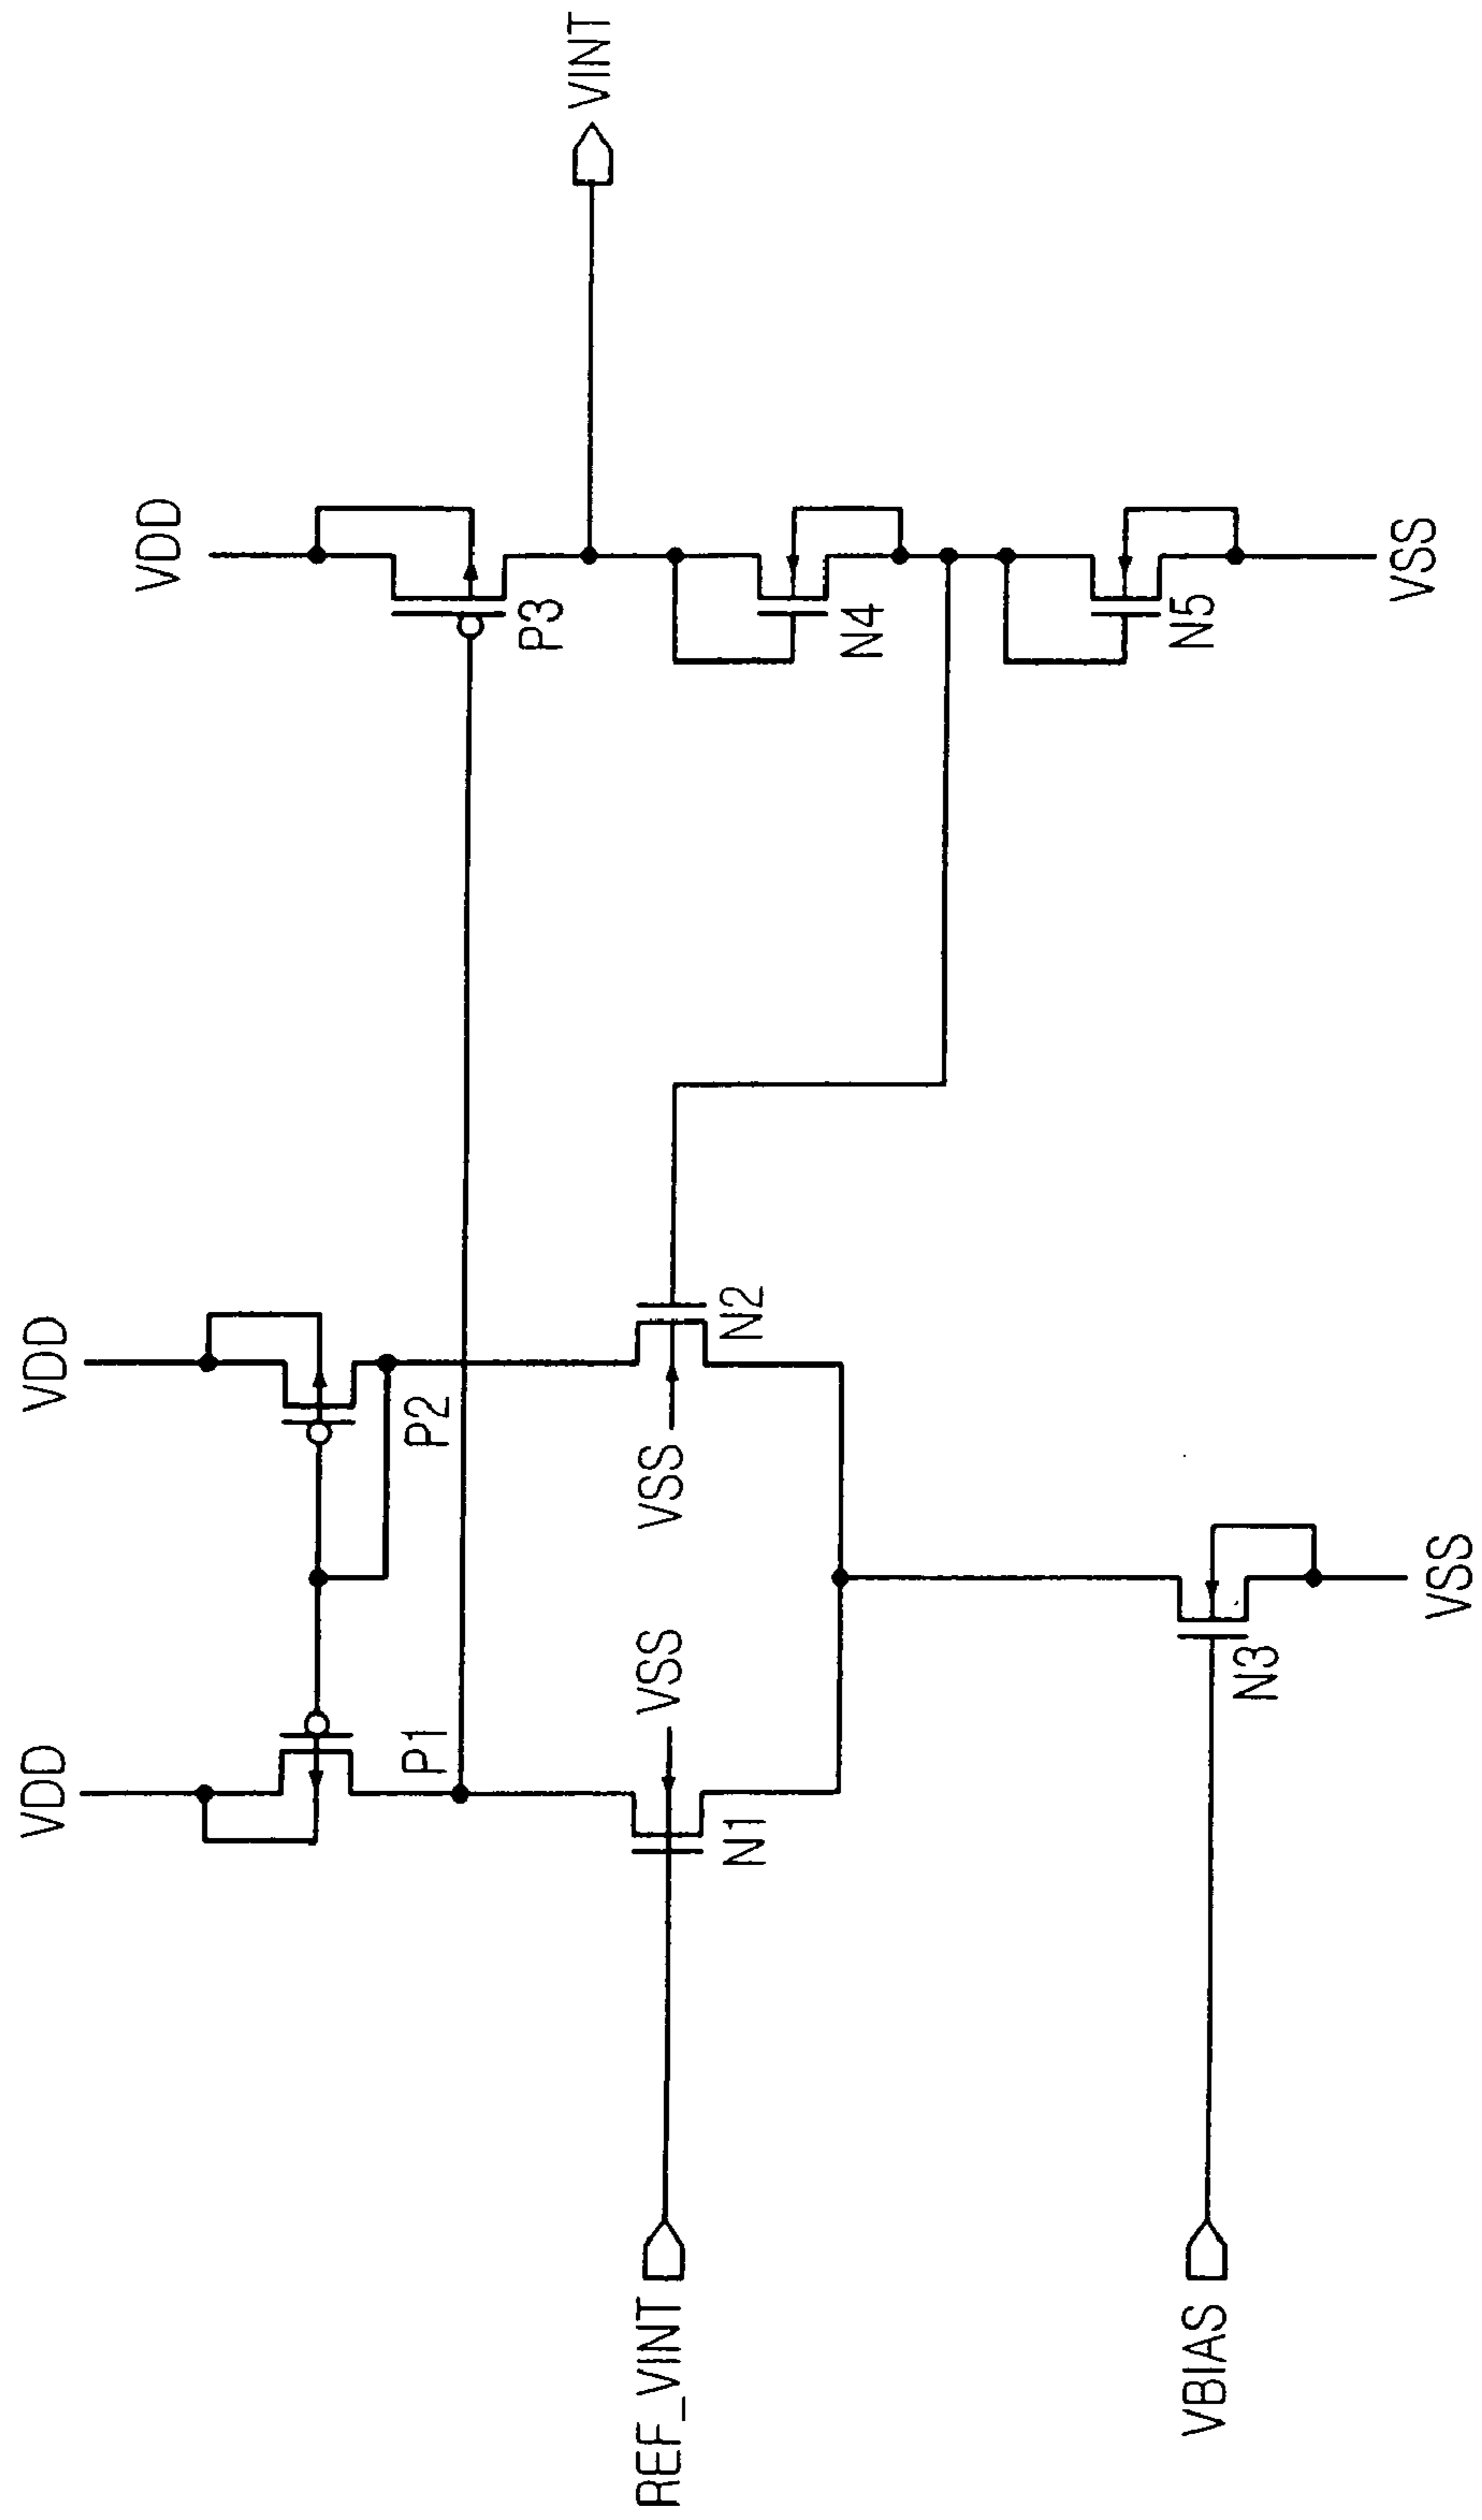 VDD
VDD
VDD
P1
P2
P3
VINT
REF_VINT
N1
VSS
VSS
N2
N4
VBIAS
N3
N5
VSS
VSS